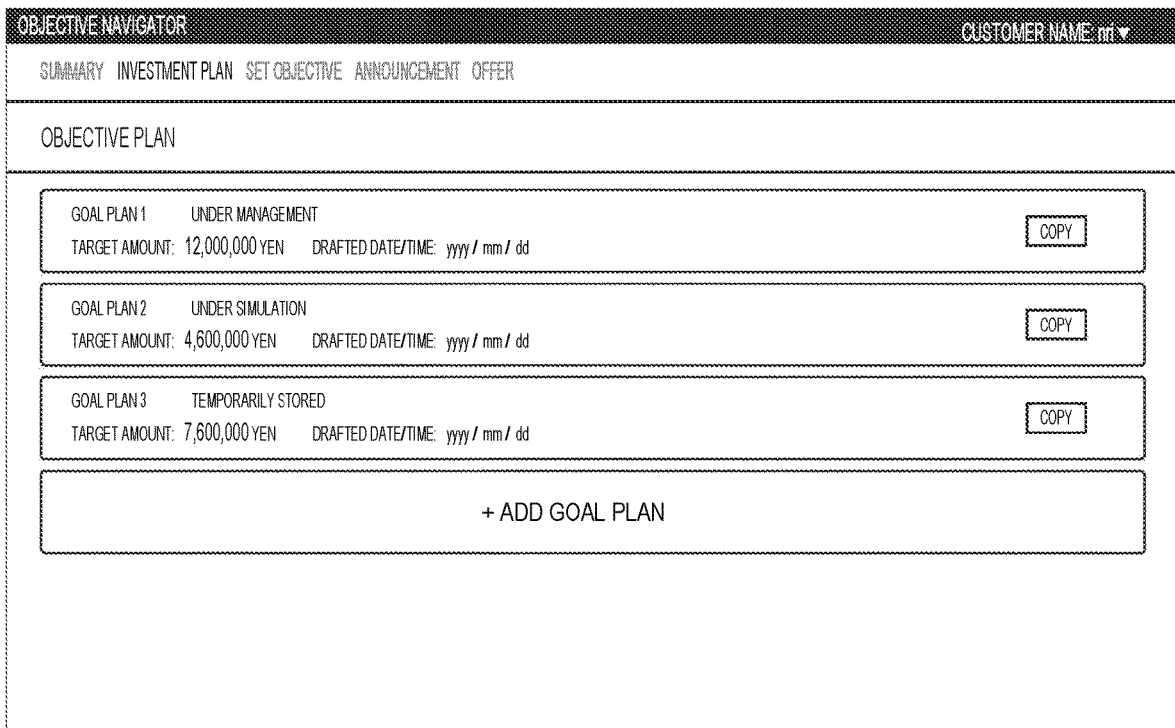 OBJECTIVE NAVIGATOR CUSTOMER NAME: nri ▼
SUMMARY INVESTMENT PLAN SET OBJECTIVE ANNOUNCEMENT OFFER
OBJECTIVE PLAN
GOAL PLAN 1 UNDER MANAGEMENT
COPY
TARGET AMOUNT: 12,000,000 YEN DRAFTED DATE/TIME: yyyy / mm / dd
GOAL PLAN 2 UNDER SIMULATION
COPY
TARGET AMOUNT: 4,600,000 YEN DRAFTED DATE/TIME: yyyy / mm / dd
GOAL PLAN 3 TEMPORARILY STORED
COPY
TARGET AMOUNT: 7,600,000 YEN DRAFTED DATE/TIME: yyyy / mm / dd
+ ADD GOAL PLAN